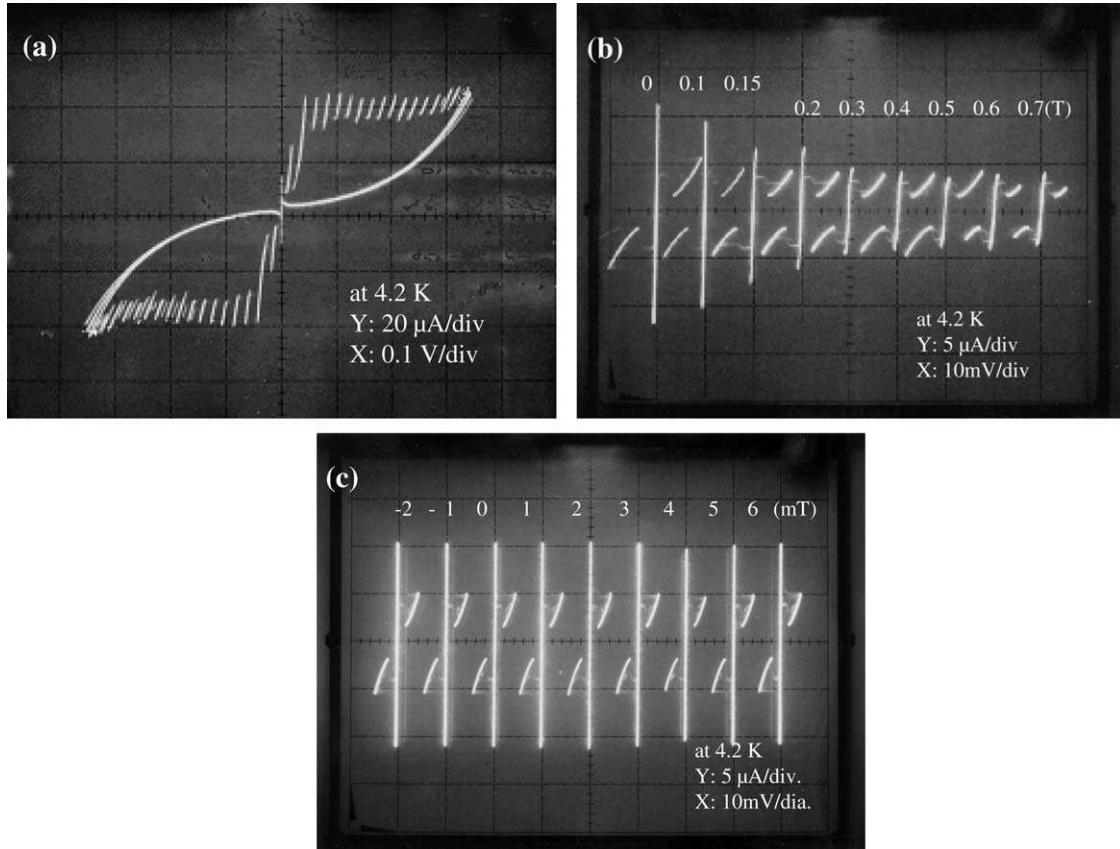 (a)
at 4.2 K
Y: 20 μA/div
X: 0.1 V/div
(b)
0 0.1 0.15
0.2 0.3 0.4 0.5 0.6 0.7(T)
at 4.2 K
Y: 5 μA/div
X: 10mV/div
(c)
-2 - 1 0 1 2 3 4 5 6 (mT)
at 4.2 K
Y: 5 μA/div.
X: 10mV/dia.